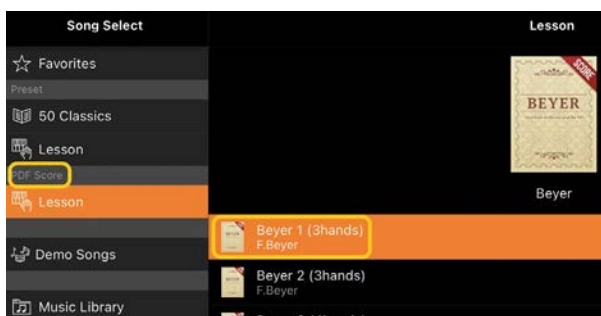 Song Select
Lesson
Favorites
Preset
50 Classics
Lesson
PDF Score
Lesson
Demo Songs
Music Library
SCORE
BEYER
Beyer
Beyer 1 (3hands)
F.Beyer
Beyer 2 (3hands)
F.Beyer